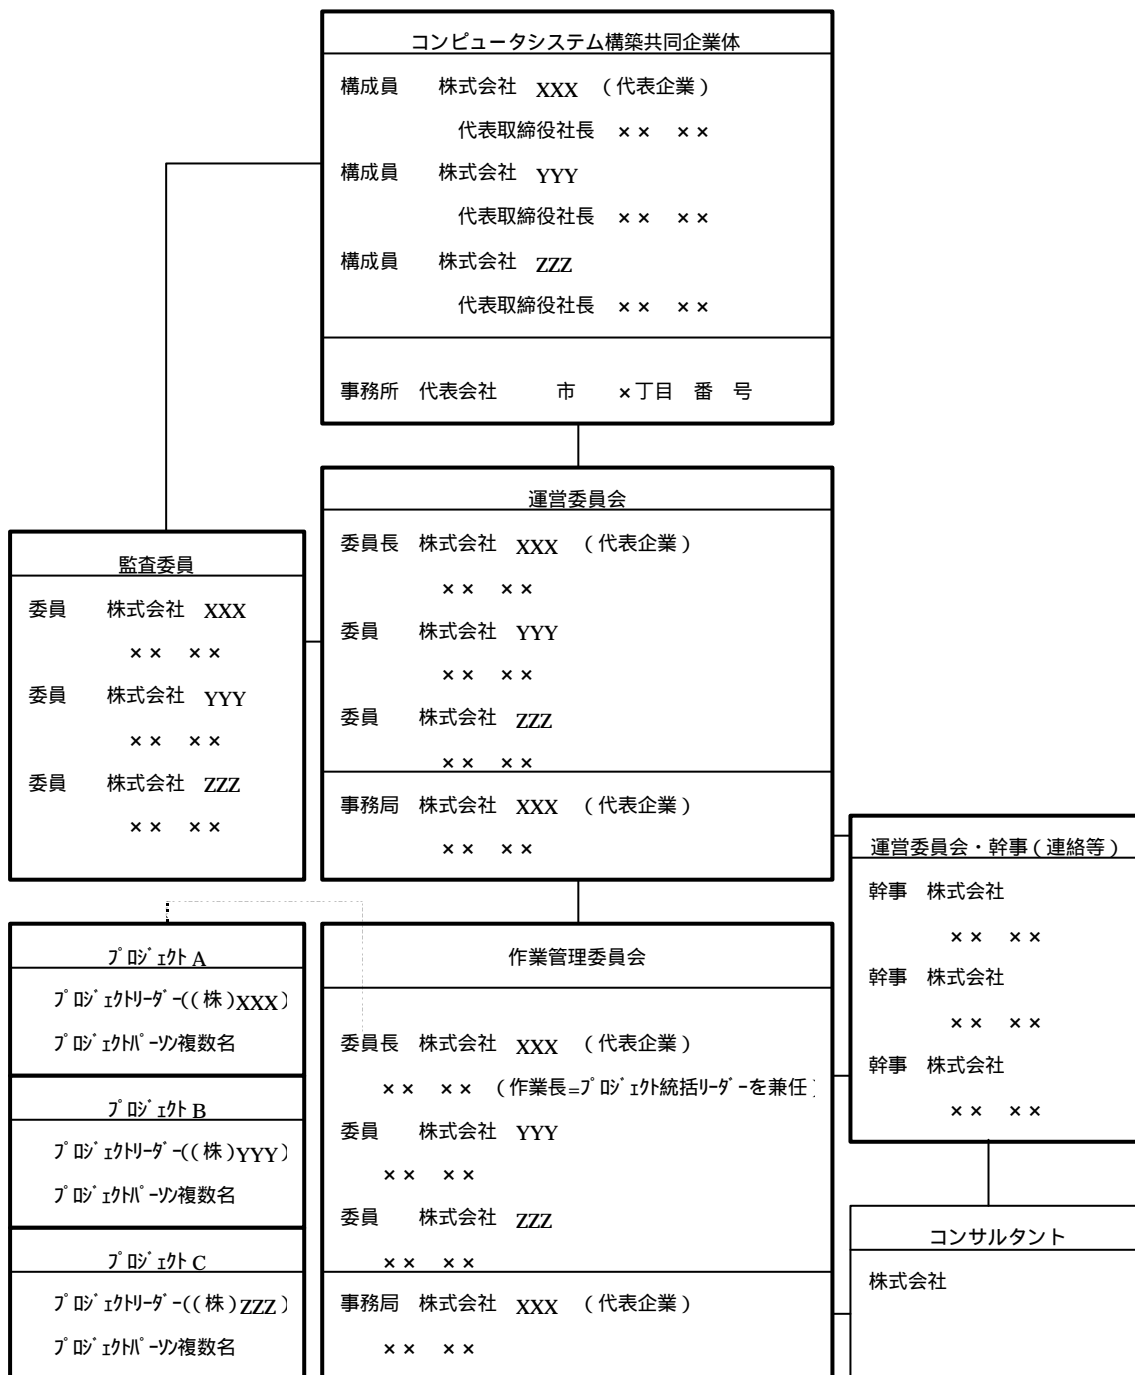 コンピュータシステム構築共同企業体
構成員　株式会社 XXX （代表企業）
代表取締役社長 ×× ××
構成員　株式会社 YYY
代表取締役社長 ×× ××
構成員　株式会社 ZZZ
代表取締役社長 ×× ××
事務所 代表会社　　市　×丁目 番 号
運営委員会
委員長 株式会社 XXX （代表企業）
×× ××
委員　株式会社 YYY
×× ××
委員　株式会社 ZZZ
×× ××
事務局 株式会社 XXX （代表企業）
×× ××
監査委員
委員　株式会社 XXX
×× ××
委員　株式会社 YYY
×× ××
委員　株式会社 ZZZ
×× ××
運営委員会・幹事（連絡等）
幹事 株式会社
×× ××
幹事 株式会社
×× ××
幹事 株式会社
×× ××
プロジェクトA
プロジェクトリーダー((株)XXX)
プロジェクトパーソン複数名
プロジェクトB
プロジェクトリーダー((株)YYY)
プロジェクトパーソン複数名
プロジェクトC
プロジェクトリーダー((株)ZZZ)
プロジェクトパーソン複数名
作業管理委員会
委員長 株式会社 XXX （代表企業）
×× ××（作業長=プロジェクト統括リーダーを兼任）
委員　株式会社 YYY
×× ××
委員　株式会社 ZZZ
×× ××
事務局 株式会社 XXX （代表企業）
×× ××
コンサルタント
株式会社